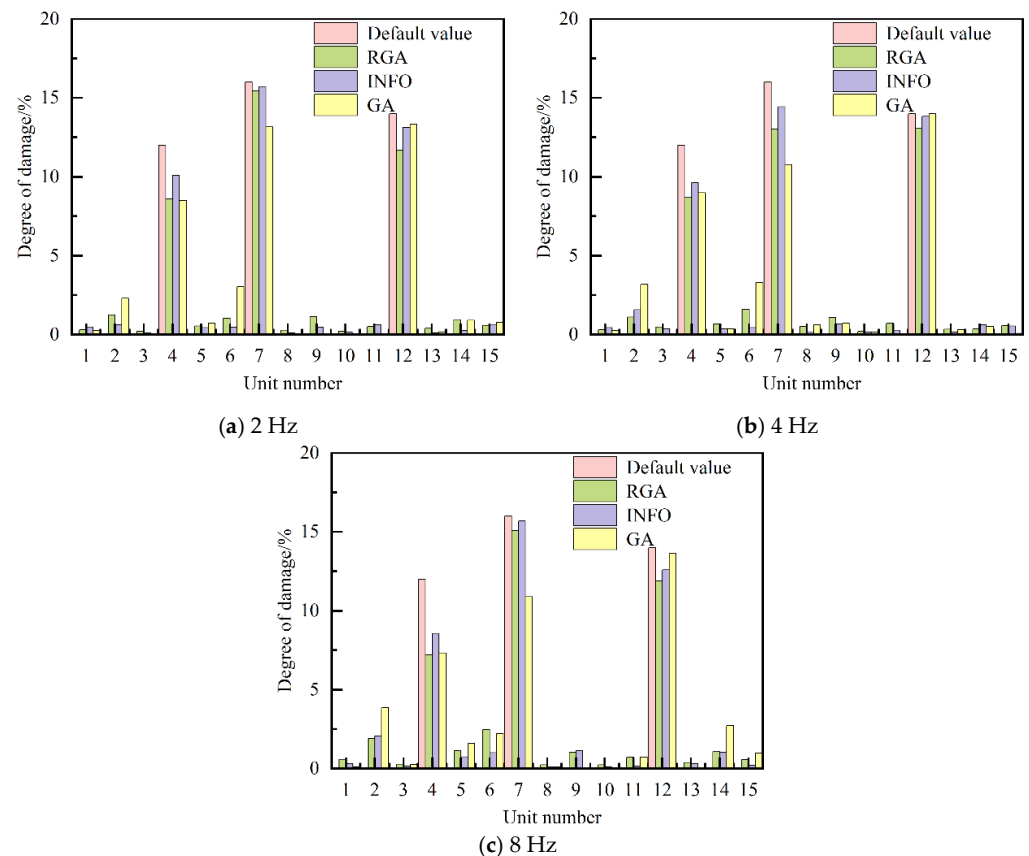 20
15
10
5
0
Degree of damage/%
Default value
RGA
INFO
GA
1 2 3 4 5 6 7 8 9 10 11 12 13 14 15
Unit number
(a) 2 Hz
20
15
10
5
0
Degree of damage/%
Default value
RGA
INFO
GA
1 2 3 4 5 6 7 8 9 10 11 12 13 14 15
Unit number
(b) 4 Hz
20
15
10
5
0
Degree of damage/%
Default value
RGA
INFO
GA
1 2 3 4 5 6 7 8 9 10 11 12 13 14 15
Unit number
(c) 8 Hz